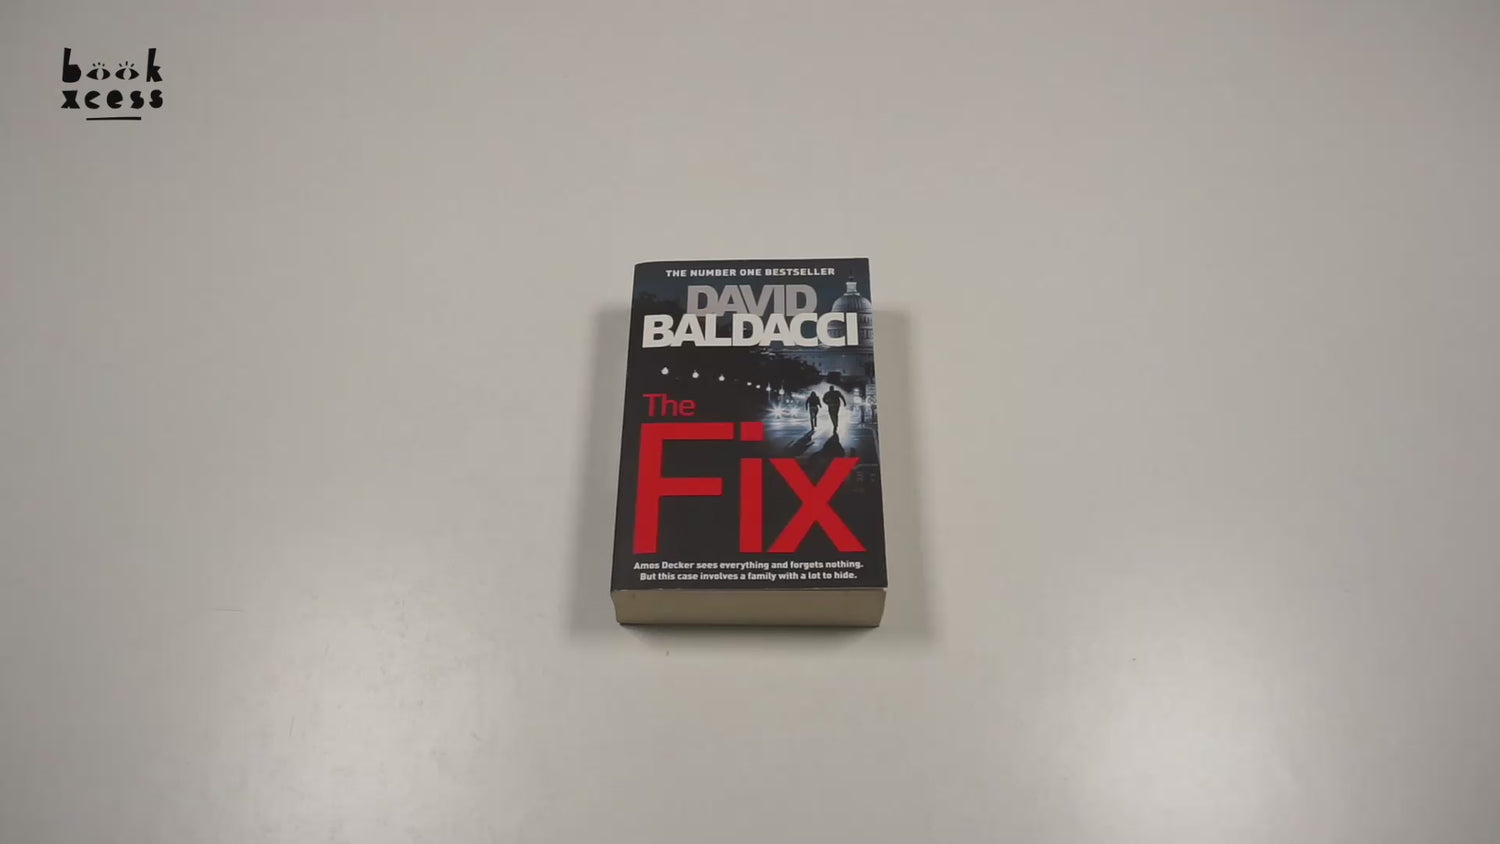 book
xcess
THE NUMBER ONE BESTSELLER
DAVID
BALDACCI
The
Fix
Amos Decker sees everything and forgets nothing.
But this case involves a family with a lot to hide.